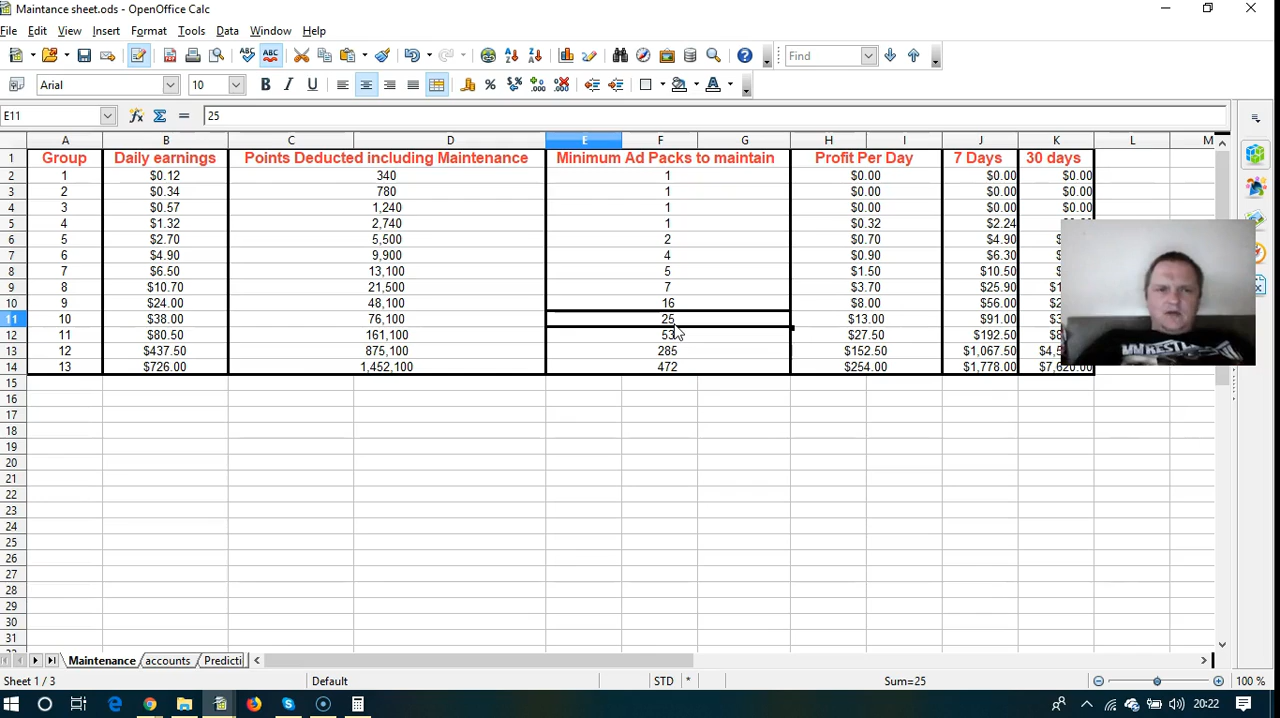 Maintance sheet.ods - OpenOffice Calc
File Edit View Insert Format Tools Data Window Help
Find
Arial 10 B I U
E11 25
A B C D E F G H I J K L M
1 Group Daily earnings Points Deducted including Maintenance Minimum Ad Packs to maintain Profit Per Day 7 Days 30 days
2 1 $0.12 340 1 $0.00 $0.00 $0.00
3 2 $0.34 780 1 $0.00 $0.00 $0.00
4 3 $0.57 1,240 1 $0.00 $0.00 $0.00
5 4 $1.32 2,740 1 $0.32 $2.24
6 5 $2.70 5,500 2 $0.70 $4.90
7 6 $4.90 9,900 4 $0.90 $6.30
8 7 $6.50 13,100 5 $1.50 $10.50
9 8 $10.70 21,500 7 $3.70 $25.90
10 9 $24.00 48,100 16 $8.00 $56.00
11 10 $38.00 76,100 25 $13.00 $91.00
12 11 $80.50 161,100 53 $27.50 $192.50
13 12 $437.50 875,100 285 $152.50 $1,067.50
14 13 $726.00 1,452,100 472 $254.00 $1,778.00 $7,620.00
15
16
17
18
19
20
21
22
23
24
25
26
27
28
29
30
31
Maintenance accounts Predicti
Sheet 1 / 3 Default STD * Sum=25 100 %
20:22